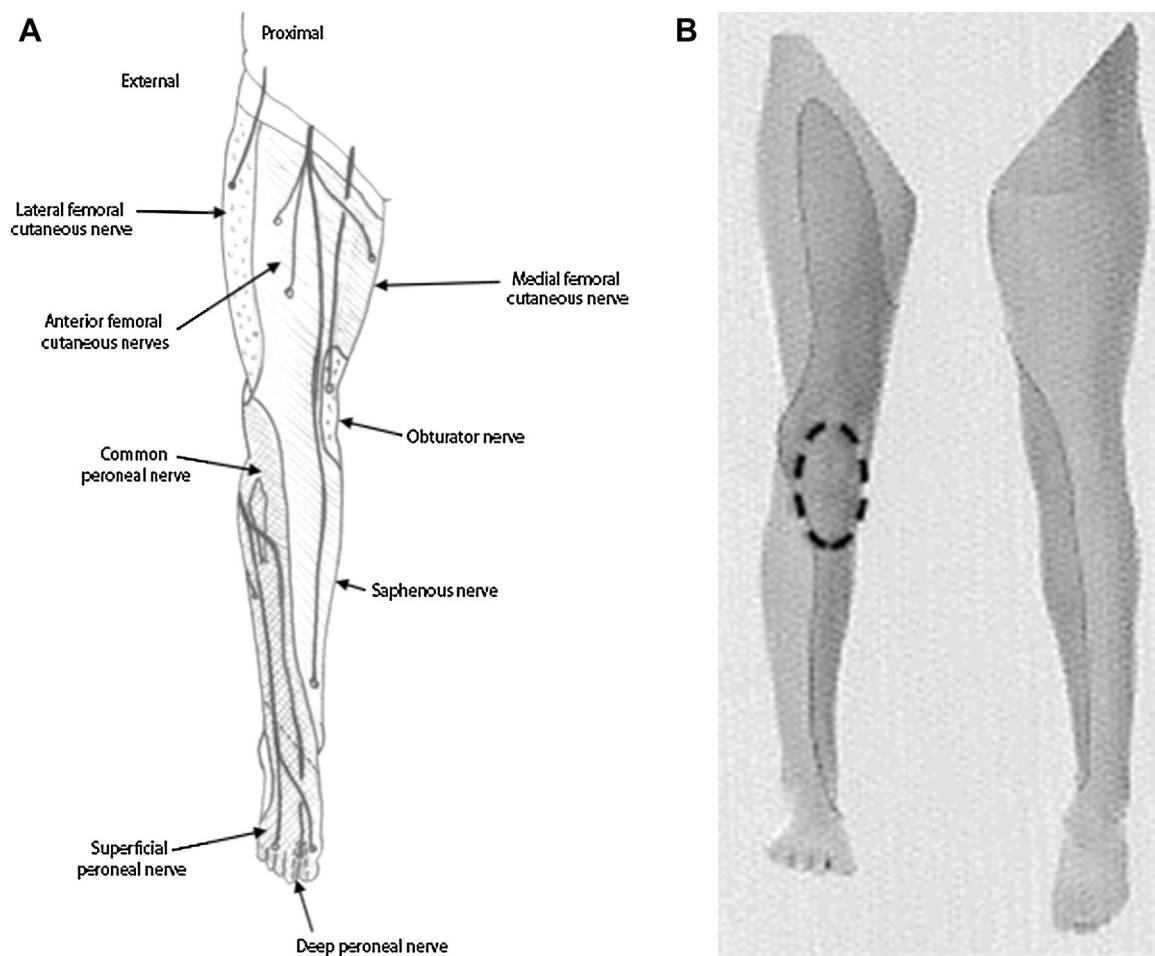 A
Proximal
B
External
Lateral femoral
cutaneous nerve
Medial femoral
cutaneous nerve
Anterior femoral
cutaneous nerves
Obturator nerve
Common
peroneal nerve
Saphenous nerve
Superficial
peroneal nerve
Deep peroneal nerve